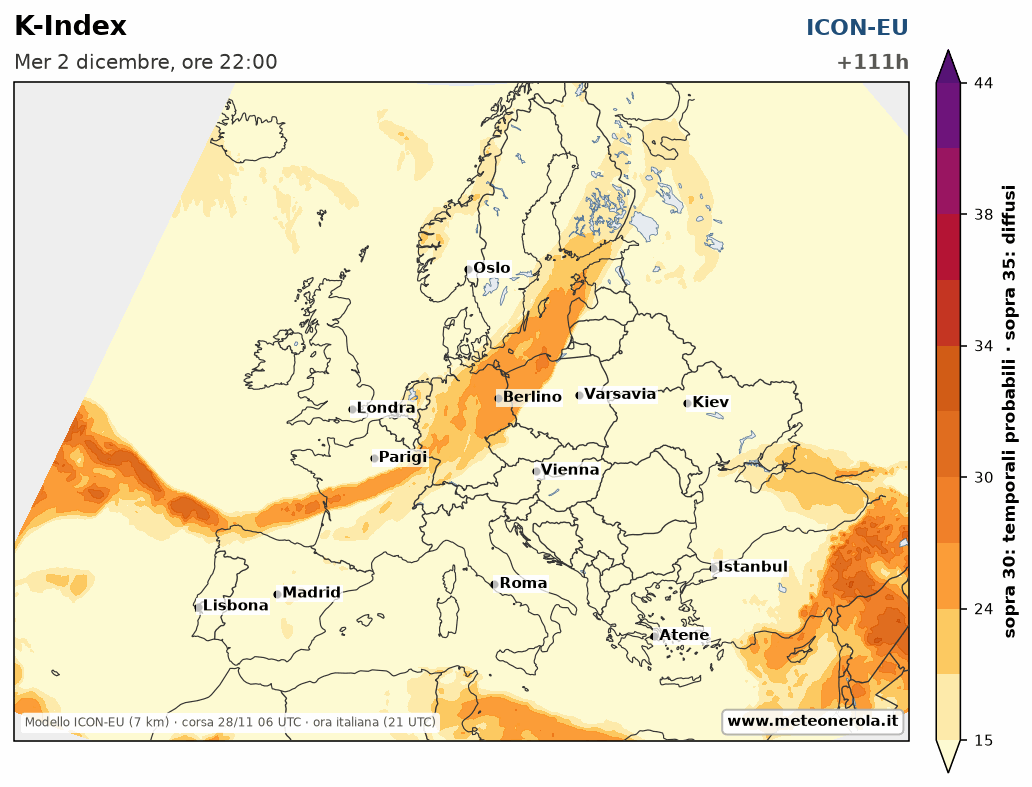 K-Index
ICON-EU
Mer 2 dicembre, ore 22:00
+111h
44
38
34
30
24
15
sopra 30: temporali probabili · sopra 35: diffusi
Oslo
Berlino
Varsavia
Kiev
Londra
Parigi
Vienna
Istanbul
Roma
Madrid
Lisbona
Atene
Modello ICON-EU (7 km) · corsa 28/11 06 UTC · ora italiana (21 UTC)
www.meteonerola.it